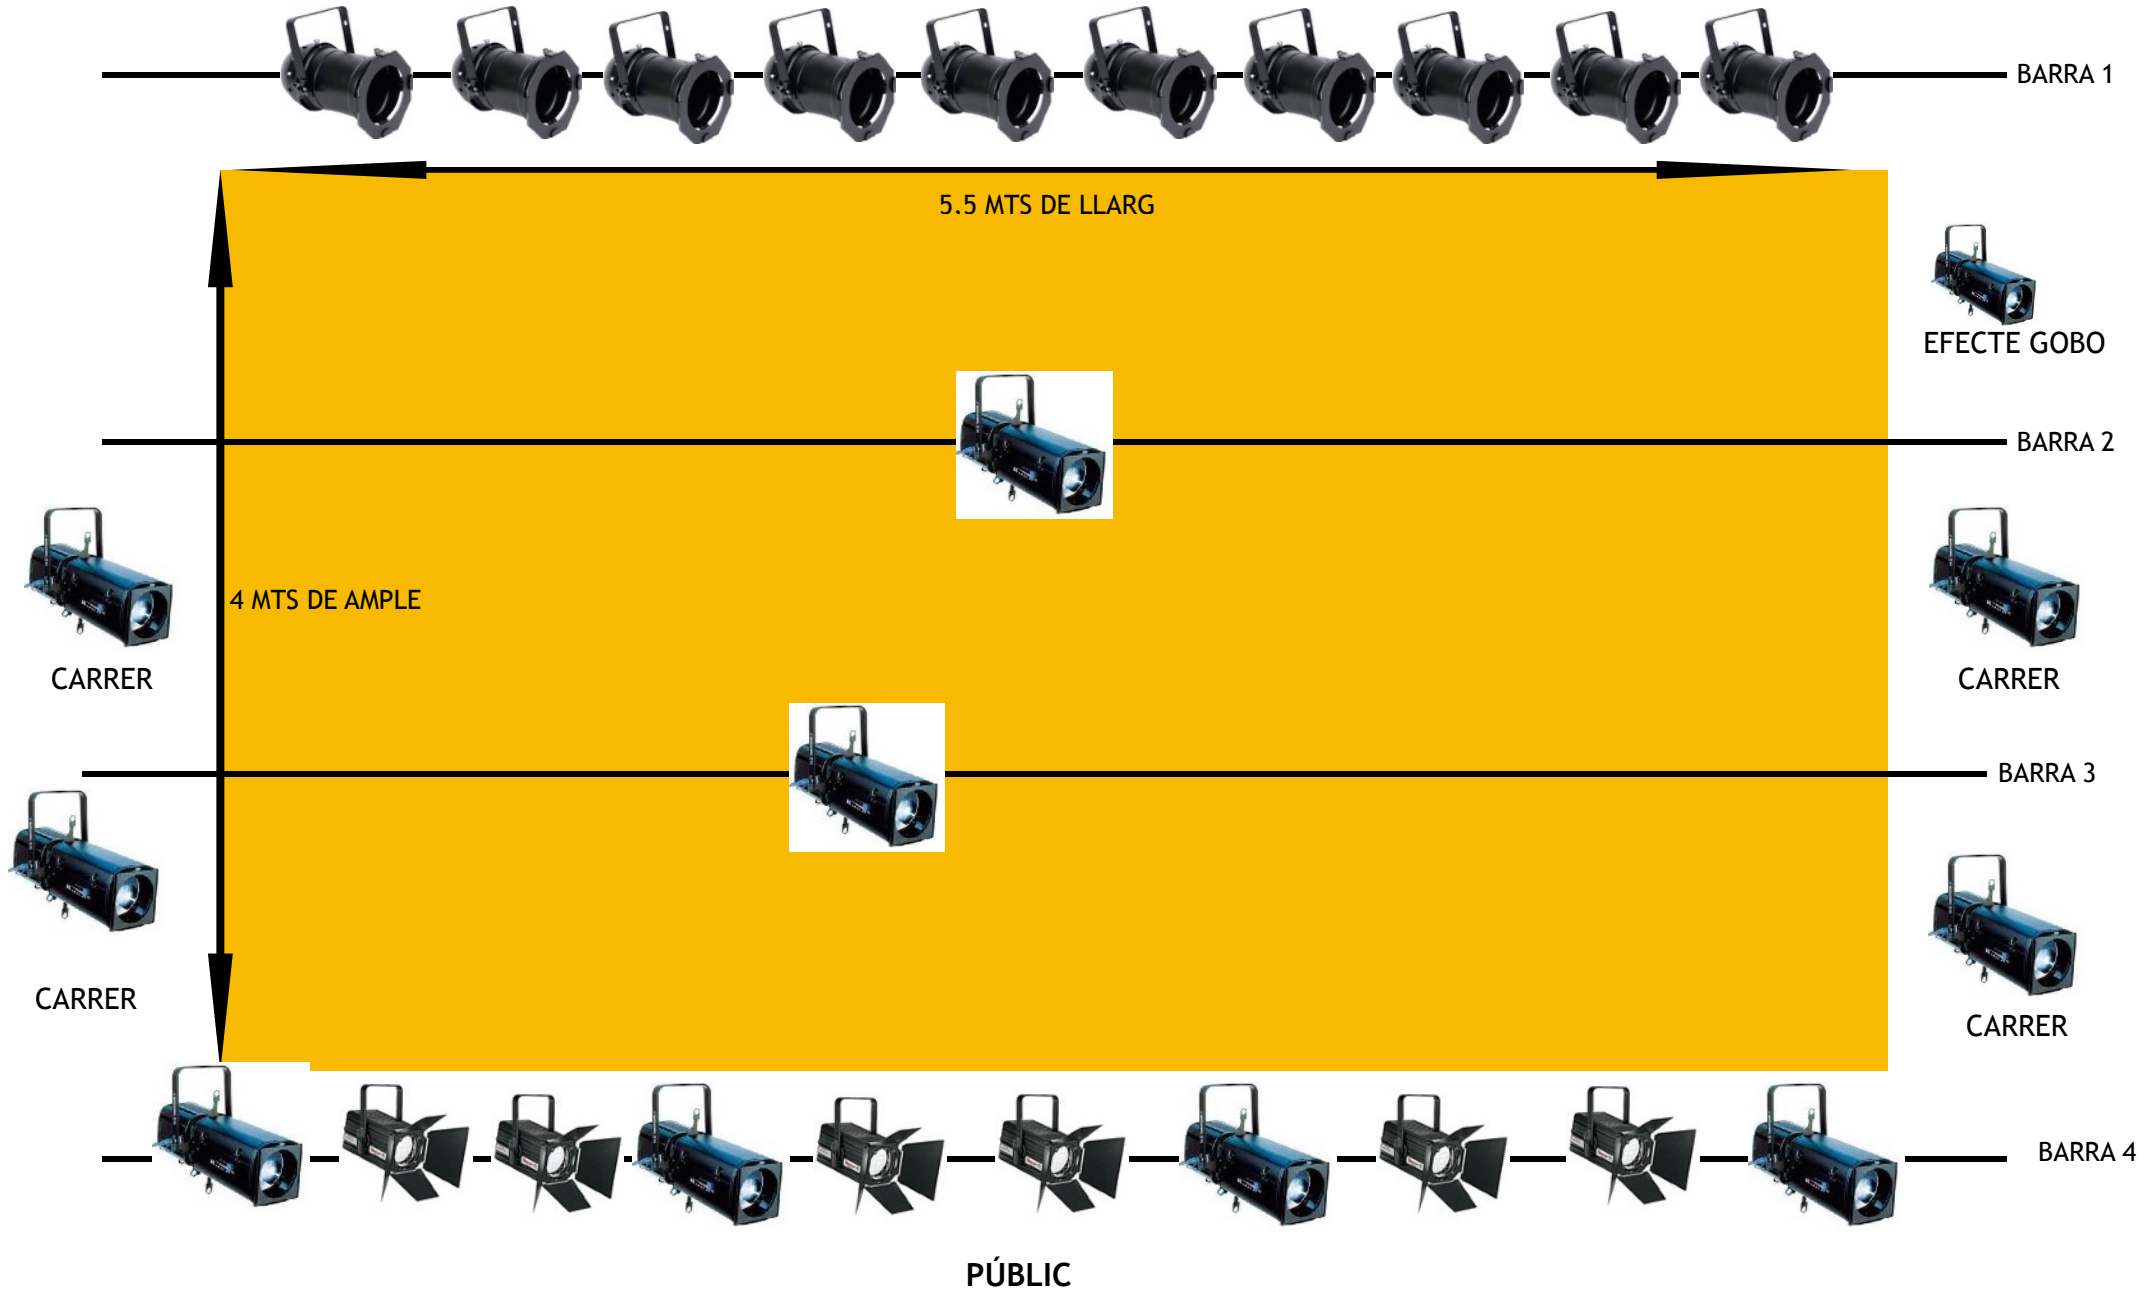 BARRA 1
5.5 MTS DE LLARG
EFECTE GOBO
BARRA 2
4 MTS DE AMPLE
CARRER
CARRER
BARRA 3
CARRER
CARRER
BARRA 4
PÚBLIC